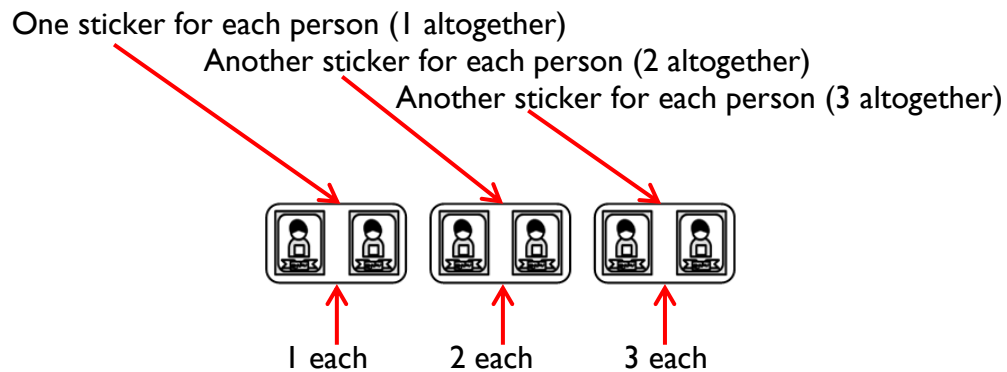 One sticker for each person (1 altogether)
Another sticker for each person (2 altogether)
Another sticker for each person (3 altogether)
1 each 2 each 3 each